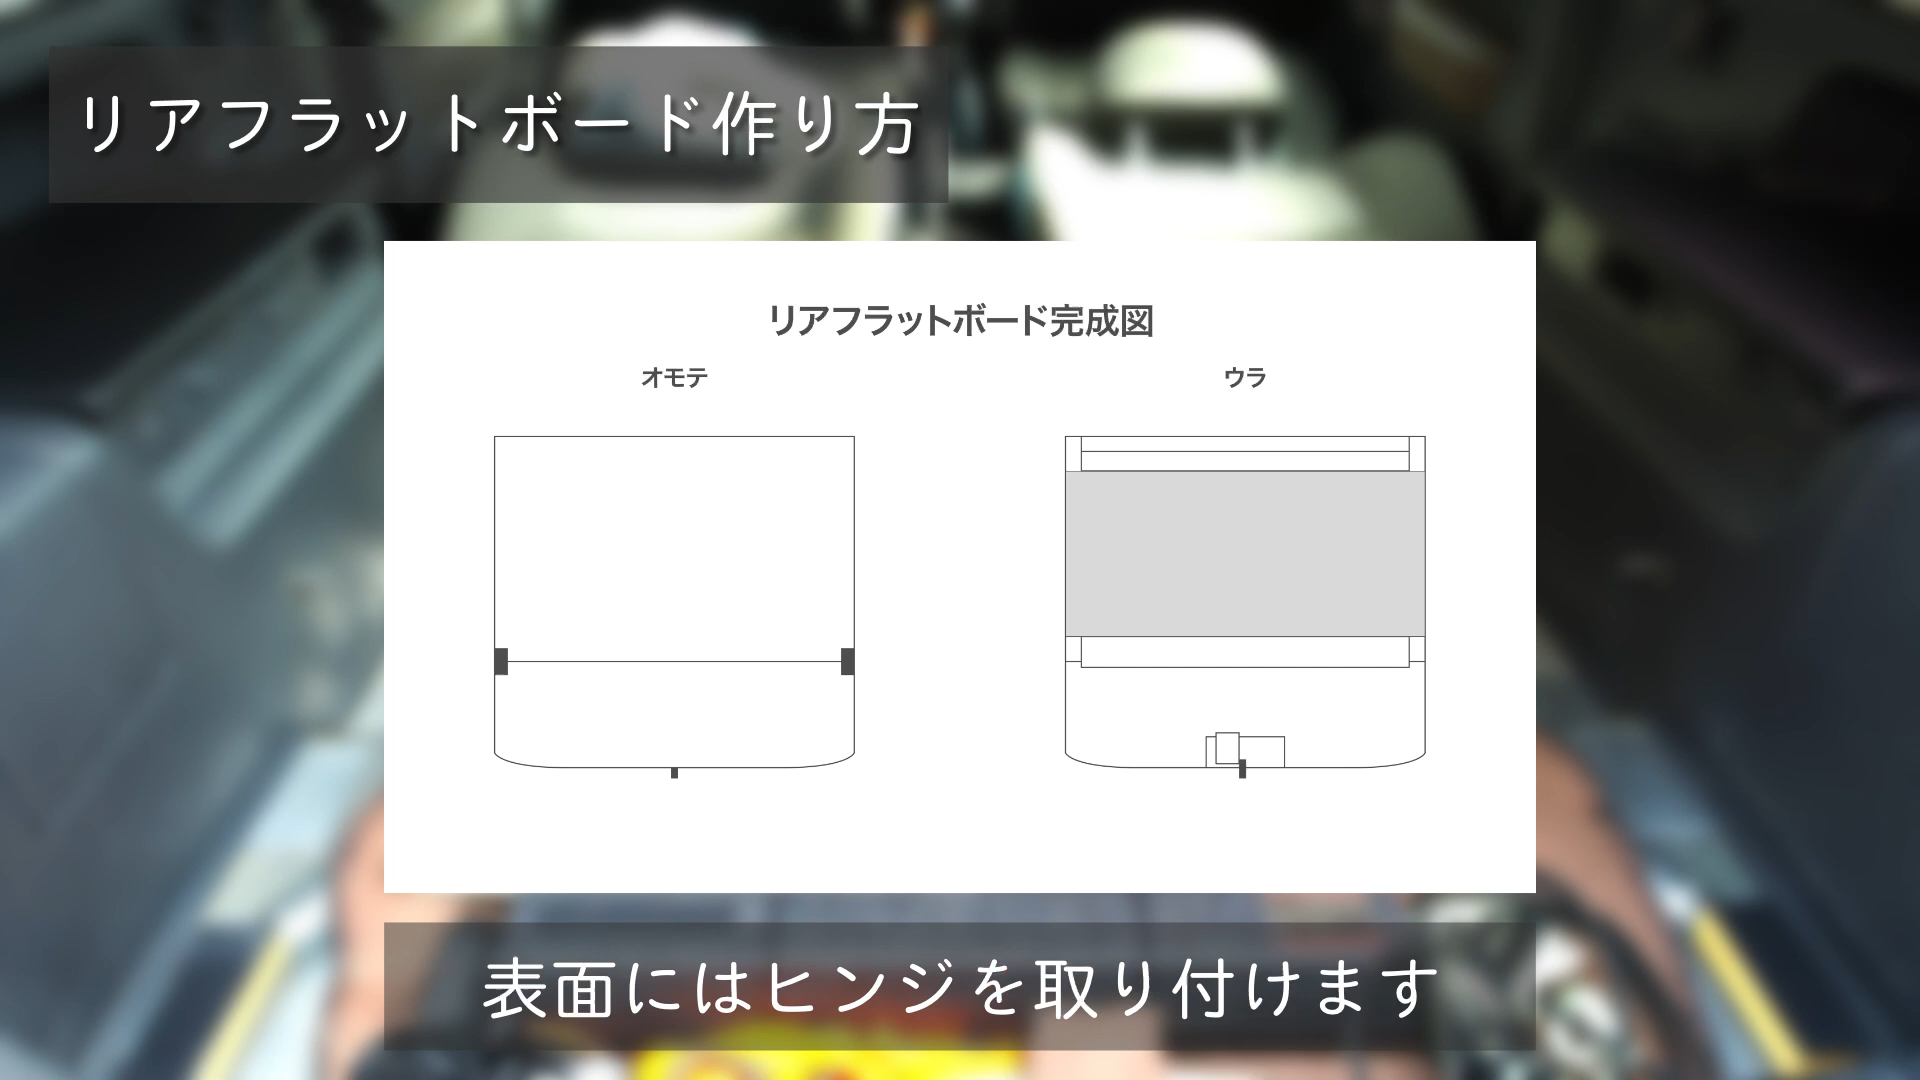 リアフラットボード作り方
リアフラットボード完成図
オモテ
ウラ
表面にはヒンジを取り付けます